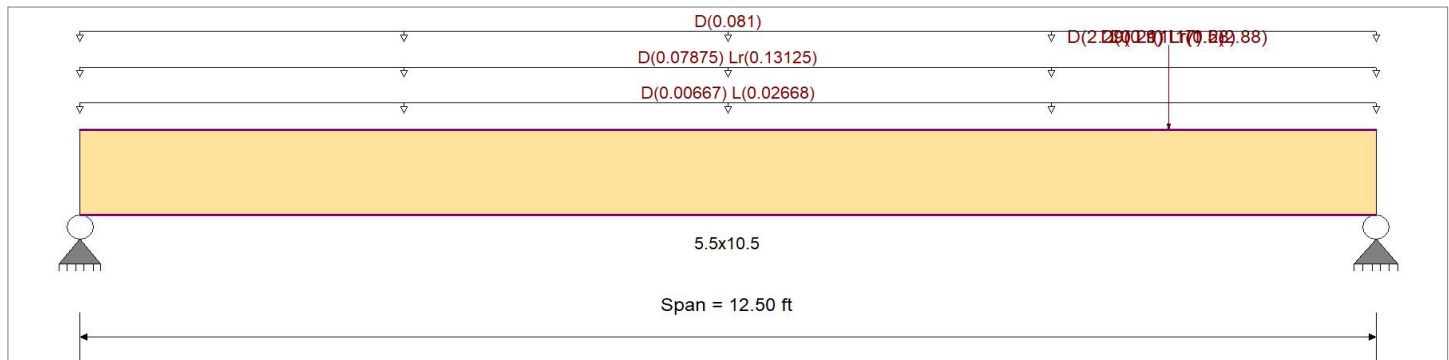 D(0.081)
D(0.07875) Lr(0.13125)
D(0.00667) L(0.02668)
5.5x10.5
Span = 12.50 ft